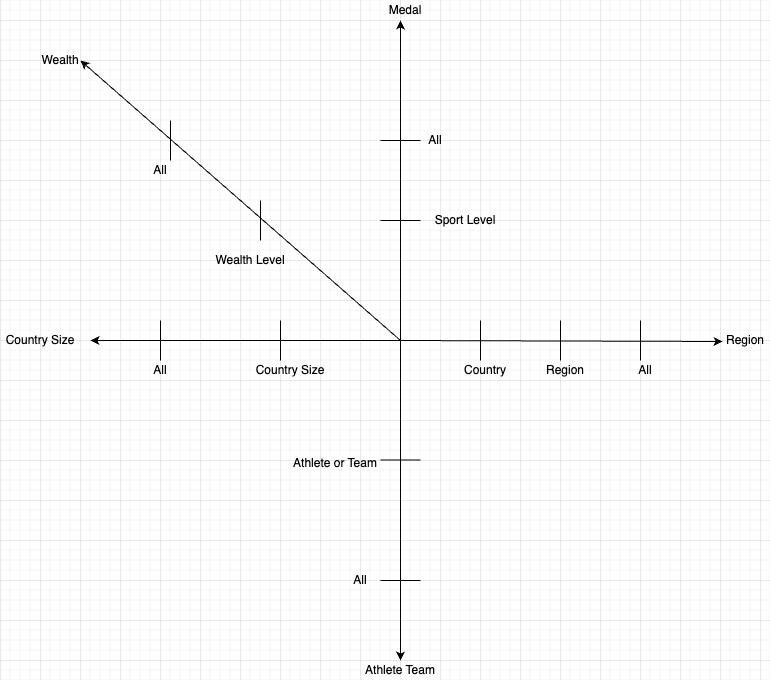 Medal
Wealth
All
All
Sport Level
Wealth Level
Country Size
Region
All
Country Size
Country
Region
All
Athlete or Team
All
Athlete Team